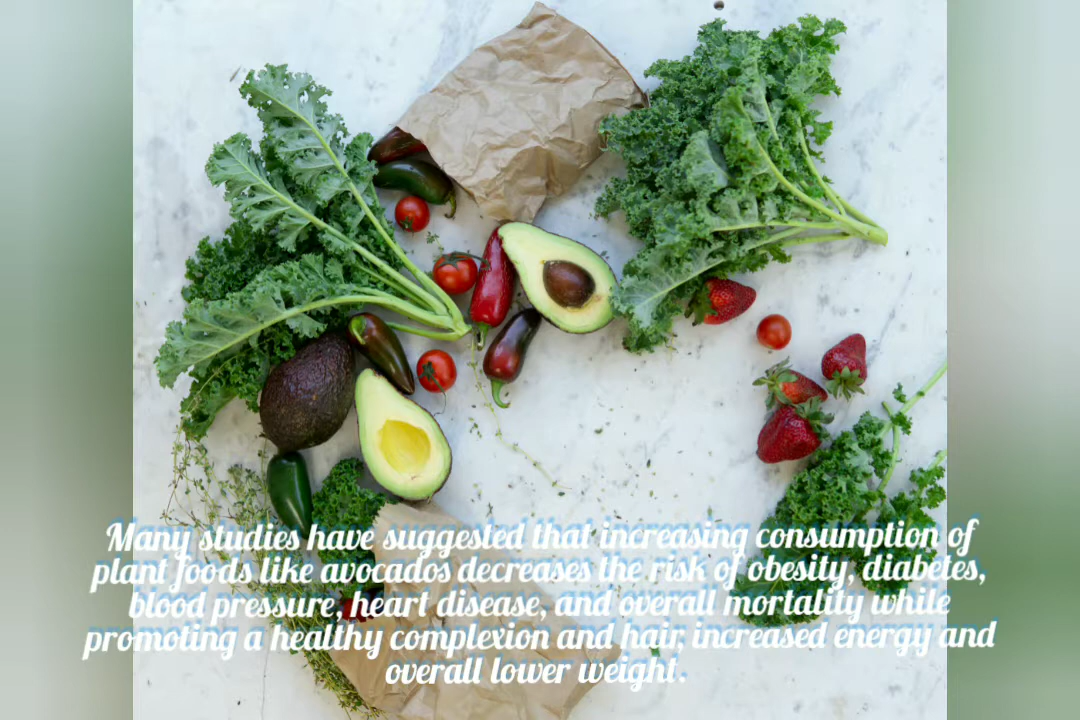 Many studies have suggested that increasing consumption of
plant foods like avocados decreases the risk of obesity, diabetes,
blood pressure, heart disease, and overall mortality while
promoting a healthy complexion and hair, increased energy and
overall lower weight.